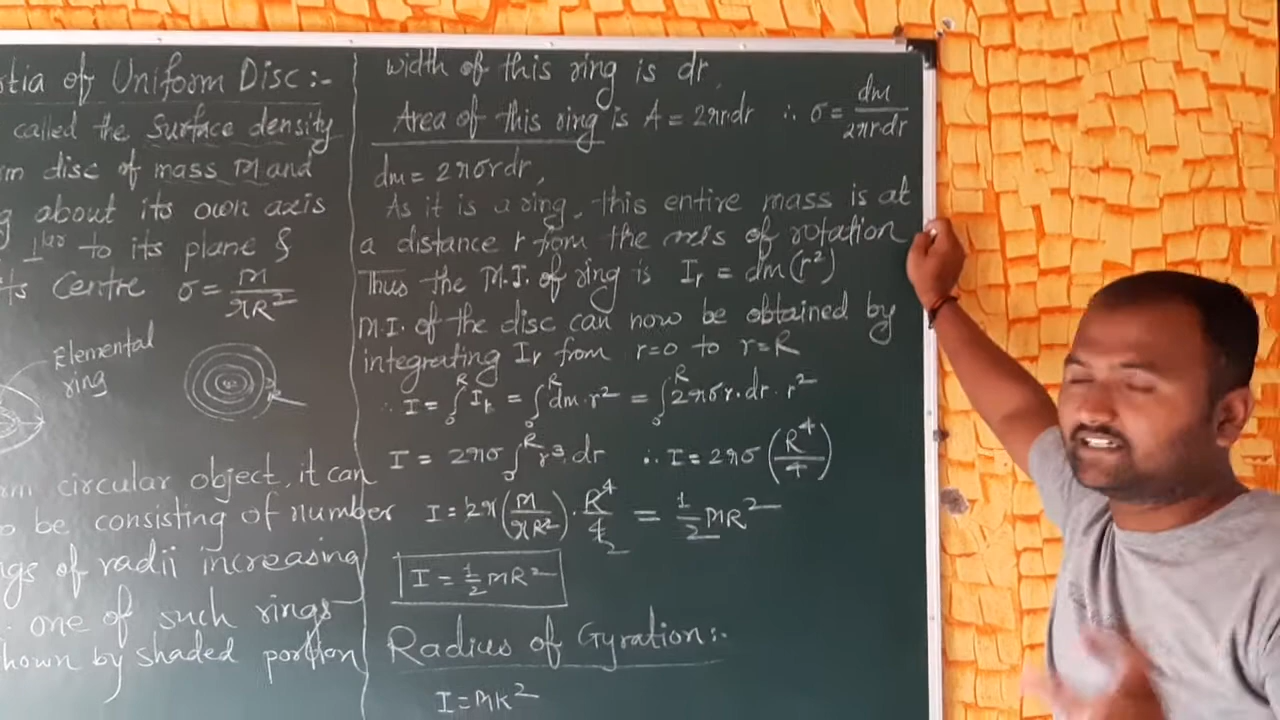 tia of Uniform Disc:-
called the Surface density
m disc of mass M and
g about its own axis
⊥lar to its plane &
ts Centre σ = M/πR²
Elemental
ring
R
rm circular object, it can
o be consisting of number
ngs of radii increasing
one of such rings
hown by shaded portion
width of this ring is dr,
Area of this ring is A = 2πrdr ∴ σ = dm/2πrdr
dm = 2πσrdr,
As it is a ring, this entire mass is at
a distance r from the axis of rotation
Thus the M.I. of ring is Ir = dm(r²)
M.I. of the disc can now be obtained by
integrating Ir from r=0 to r=R
∴ I = ∫₀ᴿ Ir = ∫₀ᴿ dm·r² = ∫₀ᴿ 2πσr·dr·r²
I = 2πσ ∫₀ᴿ r³·dr ∴ I = 2πσ (R⁴/4)
I = 2π(M/πR²)·R⁴/4 2 = 1/2 MR²
I = 1/2 MR²
Radius of Gyration:-
I = MK²